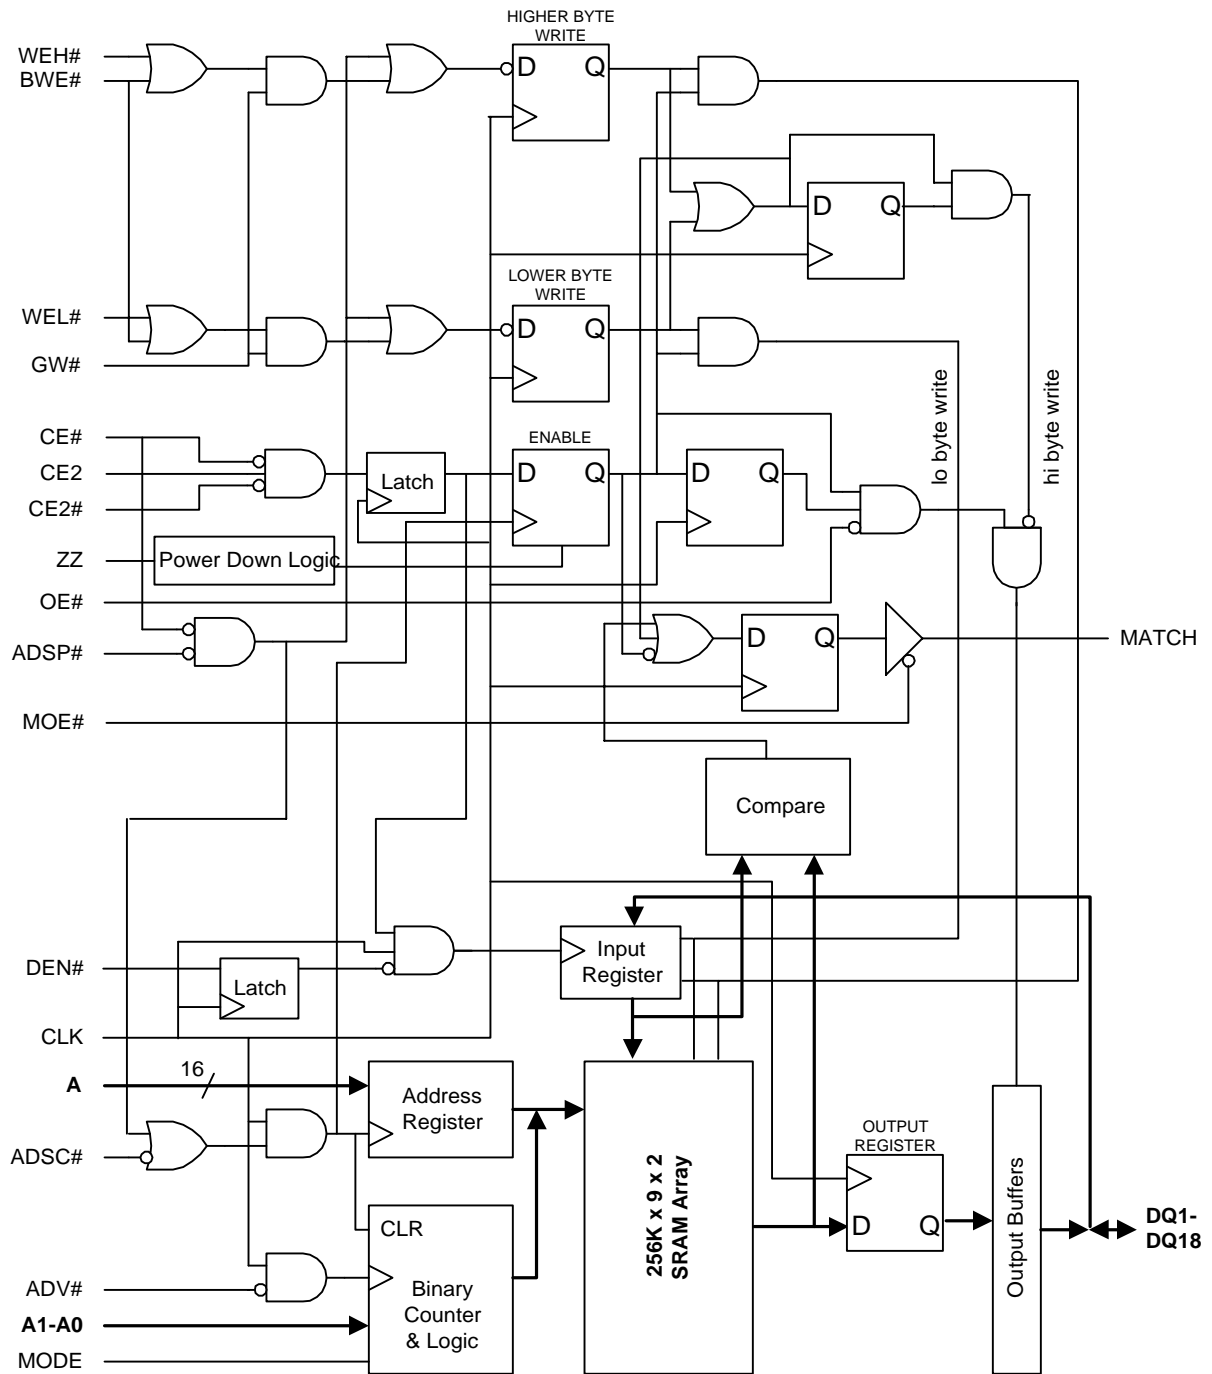 HIGHER BYTE
WRITE
WEH#
BWE#
D
Q
D
Q
LOWER BYTE
WRITE
WEL#
D
Q
GW#
lo byte write
hi byte write
CE#
ENABLE
CE2
Latch
D
Q
D
Q
CE2#
ZZ
Power Down Logic
OE#
ADSP#
D
Q
MATCH
MOE#
Compare
DEN#
Latch
Input
Register
CLK
A
16
Address
Register
ADSC#
OUTPUT
REGISTER
256K x 9 x 2
SRAM Array
D
Q
Output Buffers
DQ1-
DQ18
CLR
ADV#
Binary
Counter
& Logic
A1-A0
MODE